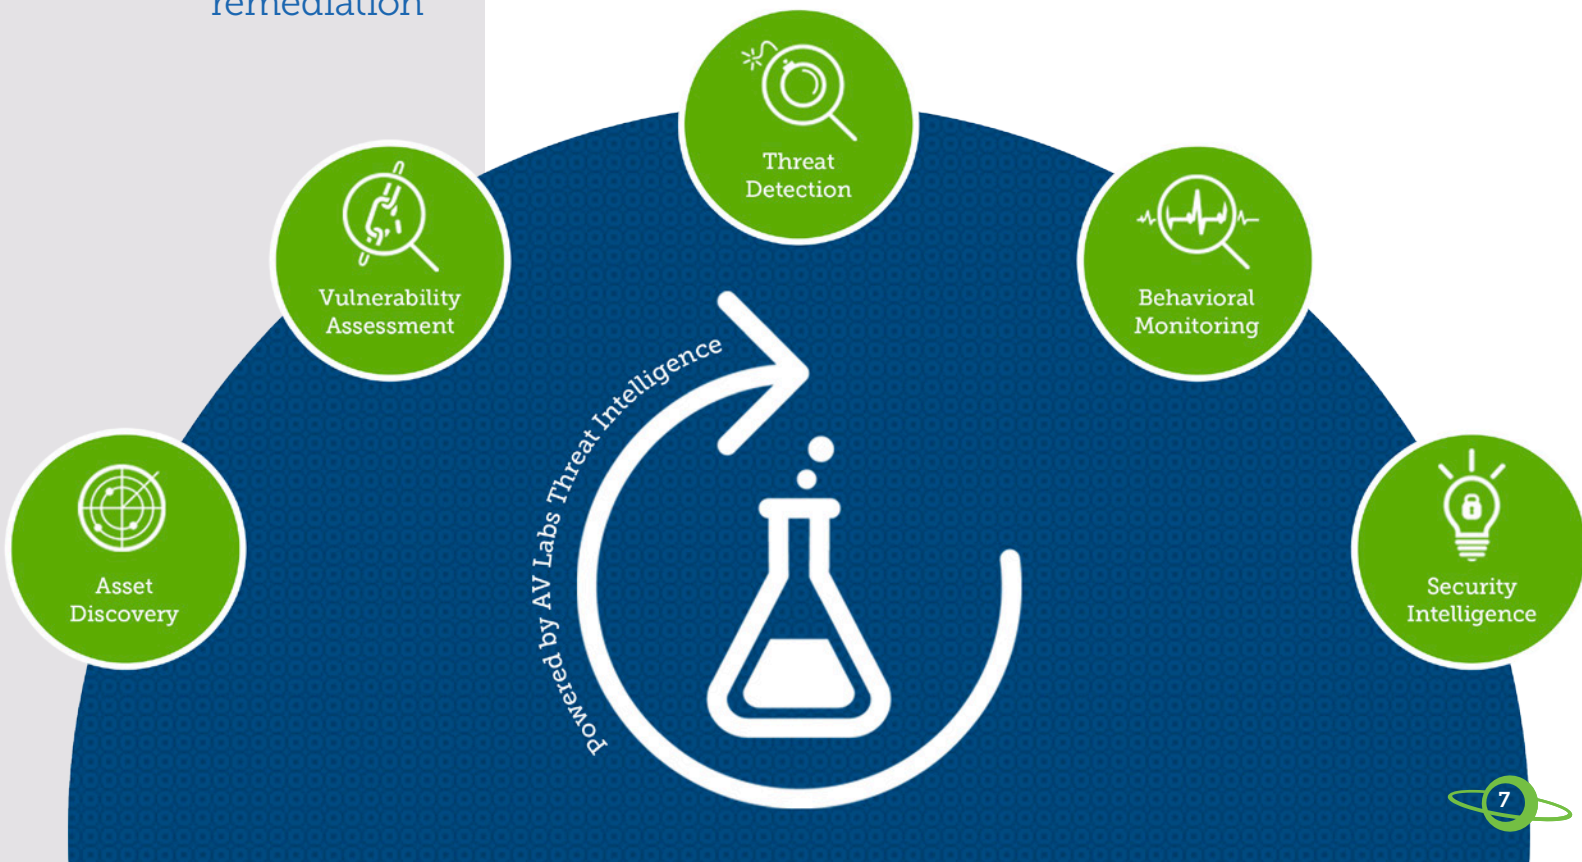 remediation
Threat
Detection
Vulnerability
Assessment
Behavioral
Monitoring
Powered by AV Labs Threat Intelligence
Asset
Discovery
Security
Intelligence
7